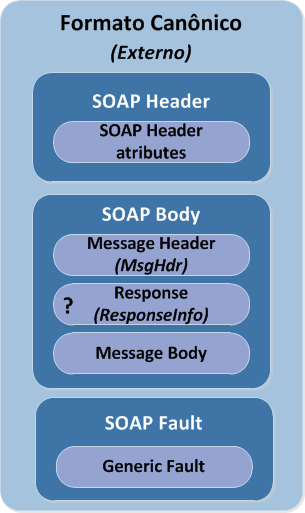 Formato Canônico
(Externo)
SOAP Header
SOAP Header
atributes
SOAP Body
Message Header
(MsgHdr)
? Response
(ResponseInfo)
Message Body
SOAP Fault
Generic Fault